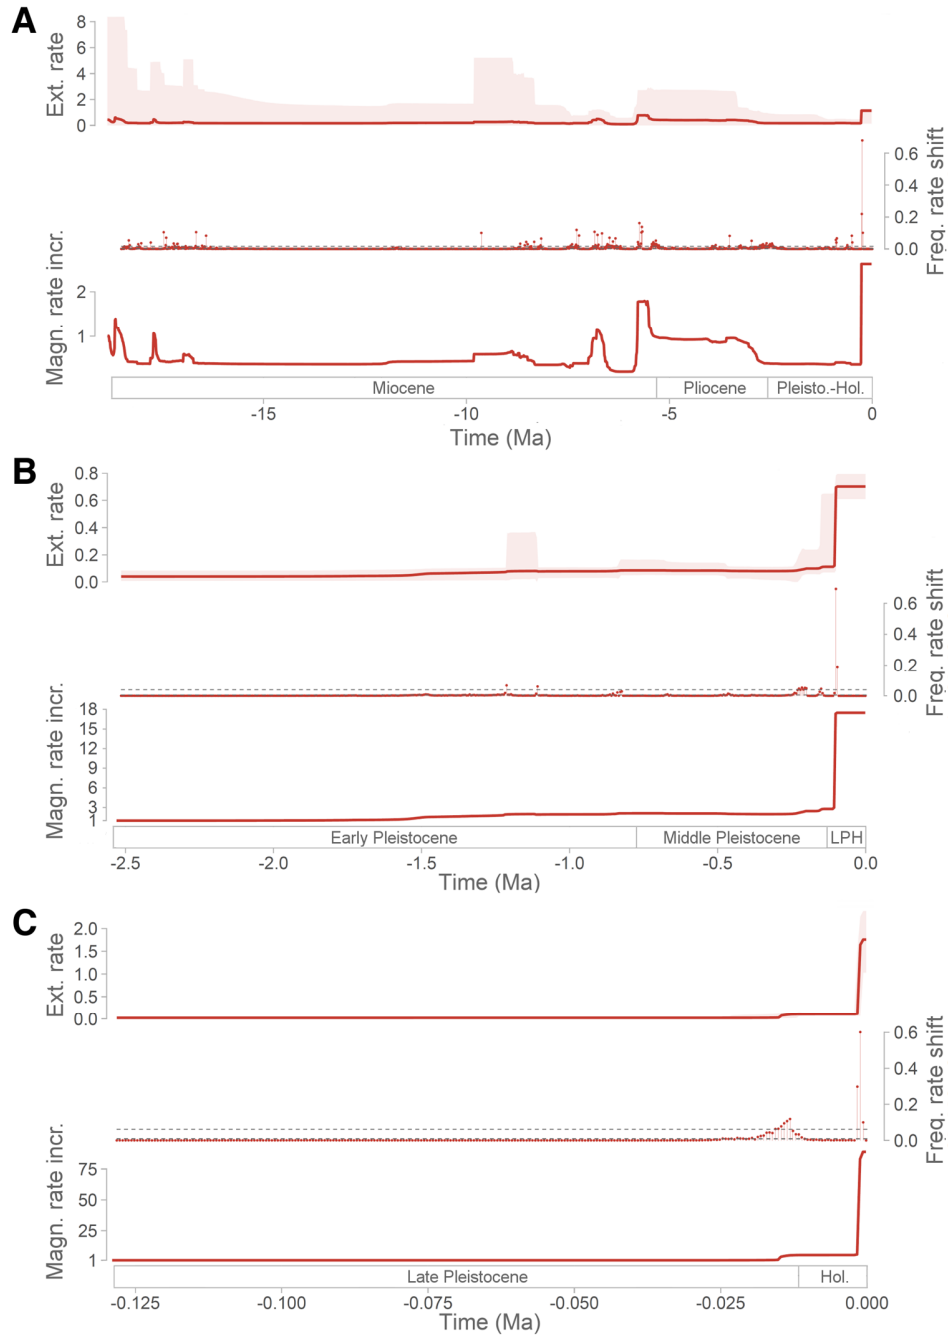 A
Ext. rate
8
6
4
2
0
Freq. rate shift
0.6
0.4
0.2
0.0
Magn. rate incr.
2
1
Miocene Pliocene Pleisto.-Hol.
-15 -10 -5 0
Time (Ma)
B
Ext. rate
0.8
0.6
0.4
0.2
0.0
Freq. rate shift
0.6
0.4
0.2
0.0
Magn. rate incr.
18
15
12
9
6
3
1
Early Pleistocene Middle Pleistocene LPH
-2.5 -2.0 -1.5 -1.0 -0.5 0.0
Time (Ma)
C
Ext. rate
2.0
1.5
1.0
0.5
0.0
Freq. rate shift
0.6
0.4
0.2
0.0
Magn. rate incr.
75
50
25
1
Late Pleistocene Hol.
-0.125 -0.100 -0.075 -0.050 -0.025 0.000
Time (Ma)